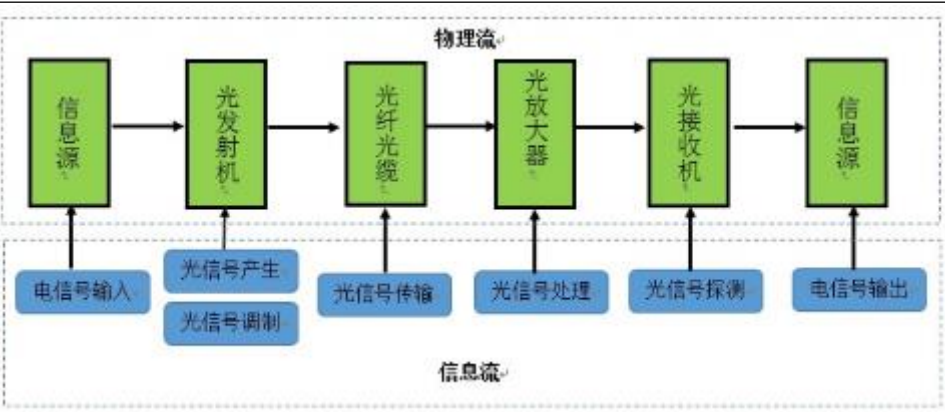 物理流
信息源
光发射机
光纤光缆
光放大器
光接收机
信息源
电信号输入
光信号产生
光信号调制
光信号传输
光信号处理
光信号探测
电信号输出
信息流